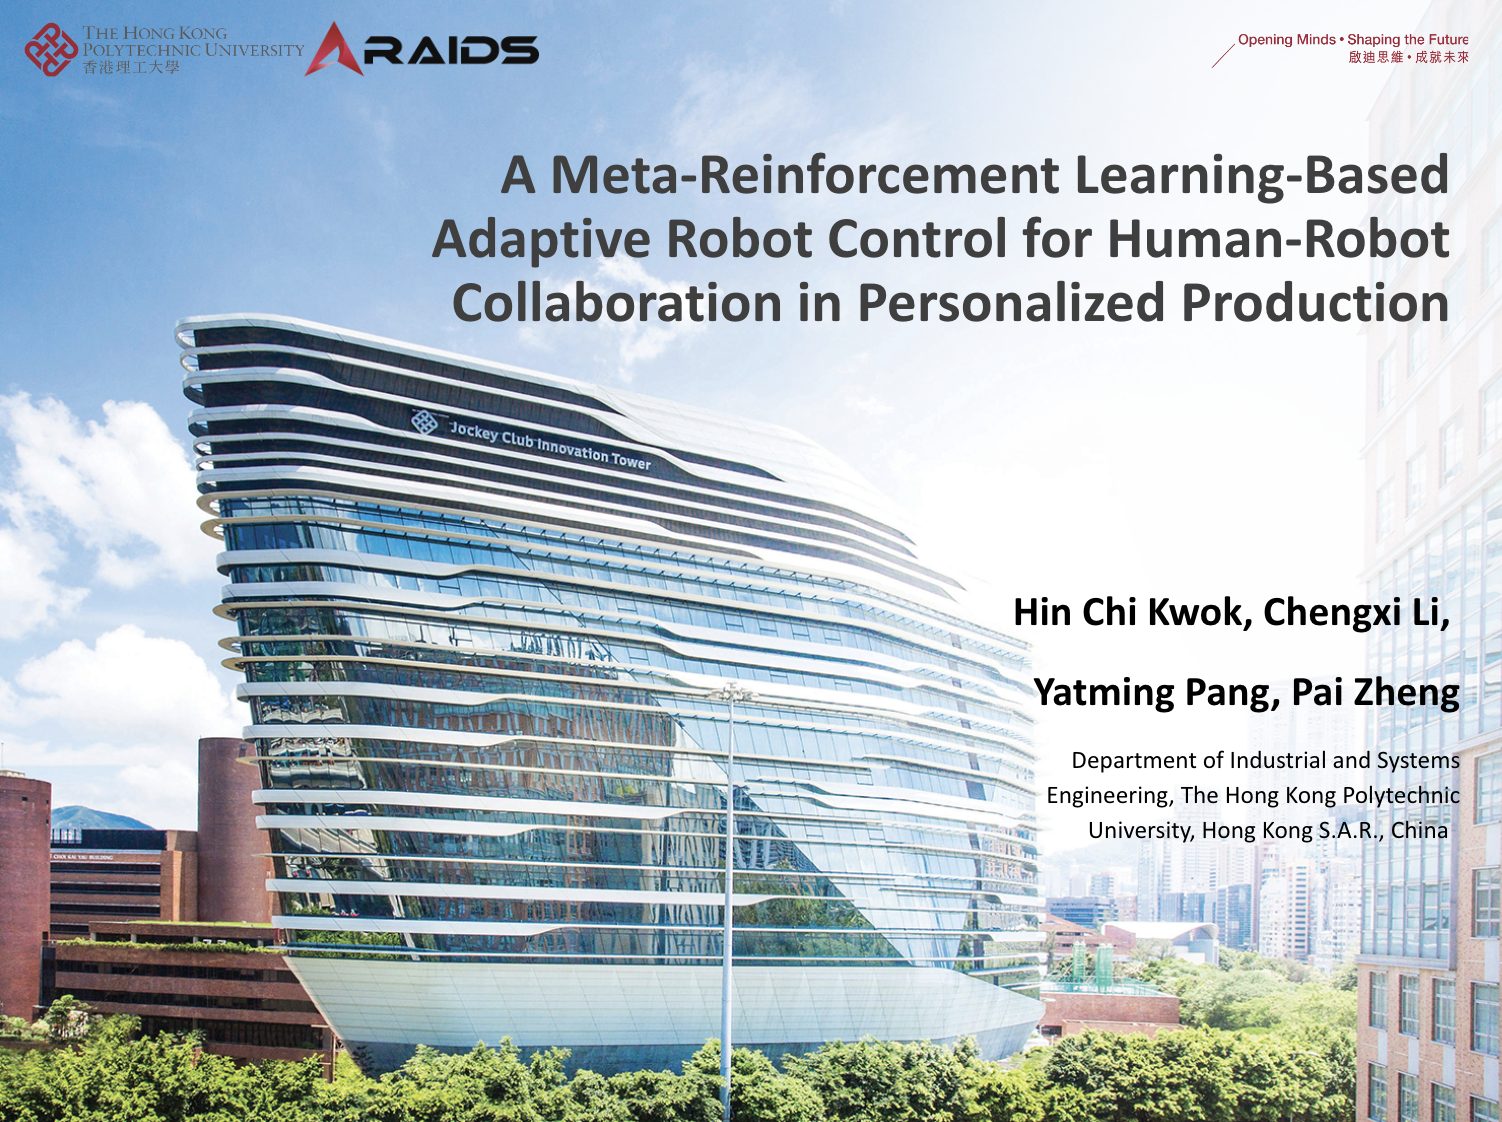 THE HONG KONG
POLYTECHNIC UNIVERSITY
香港理工大學
ARAIDS
Opening Minds • Shaping the Future
啟迪思維 • 成就未來
A Meta-Reinforcement Learning-Based
Adaptive Robot Control for Human-Robot
Collaboration in Personalized Production
Jockey Club Innovation Tower
Hin Chi Kwok, Chengxi Li,
Yatming Pang, Pai Zheng
Department of Industrial and Systems
Engineering, The Hong Kong Polytechnic
University, Hong Kong S.A.R., China